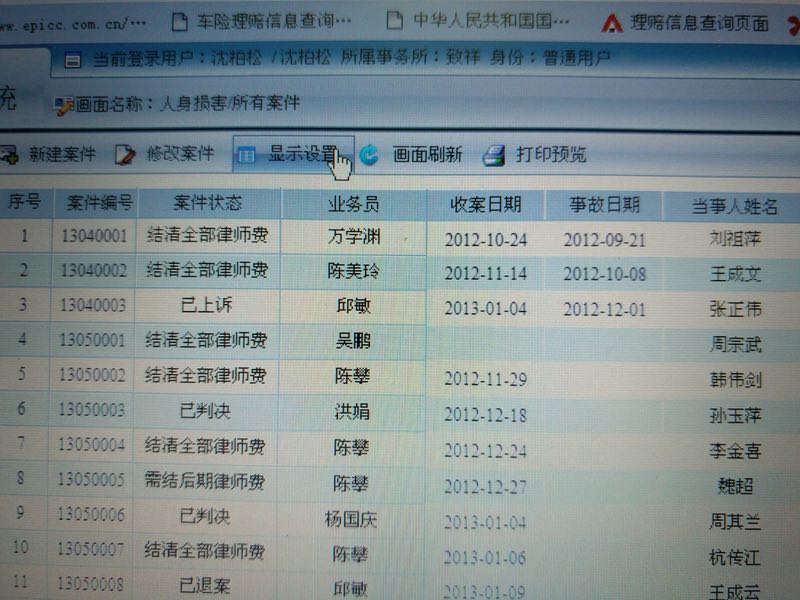 ww.epicc.com.cn/… 车险理赔信息查询… 中华人民共和国国… 理赔信息查询页面
当前登录用户：沈柏松 /沈柏松 所属事务所：致祥 身份：普通用户
充
画面名称：人身损害/所有案件
新建案件 修改案件 显示设置 画面刷新 打印预览
序号 案件编号 案件状态 业务员 收案日期 事故日期 当事人姓名
1 13040001 结清全部律师费 万学渊 2012-10-24 2012-09-21 刘祖萍
2 13040002 结清全部律师费 陈美玲 2012-11-14 2012-10-08 王成文
3 13040003 已上诉 邱敏 2013-01-04 2012-12-01 张正伟
4 13050001 结清全部律师费 吴鹏 周宗武
5 13050002 结清全部律师费 陈攀 2012-11-29 韩伟剑
6 13050003 已判决 洪娟 2012-12-18 孙玉萍
7 13050004 结清全部律师费 陈攀 2012-12-24 李金喜
8 13050005 需结后期律师费 陈攀 2012-12-27 魏超
9 13050006 已判决 杨国庆 2013-01-04 周其兰
10 13050007 结清全部律师费 陈攀 2013-01-06 杭传江
11 13050008 已退案 邱敏 2013-01-09 王成云